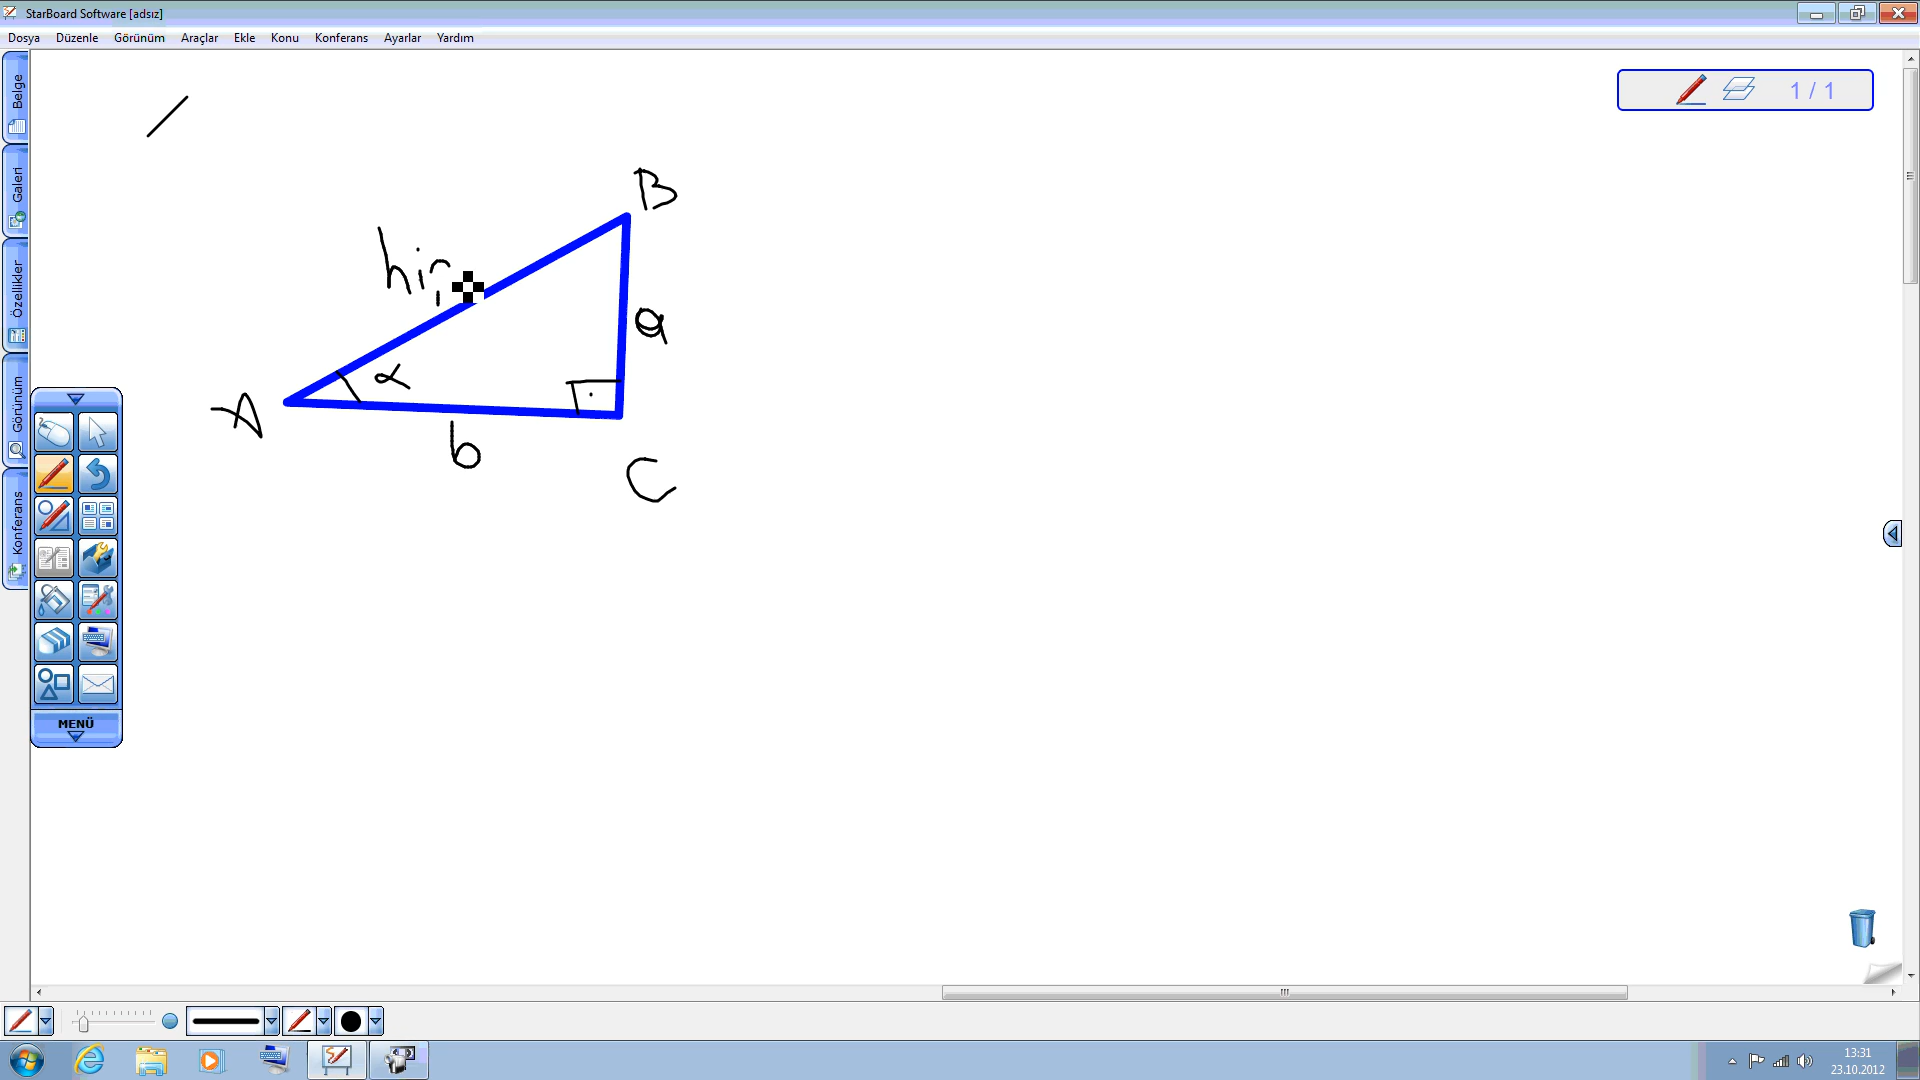 StarBoard Software [adsız]
Dosya Düzenle Görünüm Araçlar Ekle Konu Konferans Ayarlar Yardım
Belge
Galeri
Özellikler
Görünüm
Konferans
1 / 1
B
a
α
A
b
C
MENÜ
13:31
23.10.2012